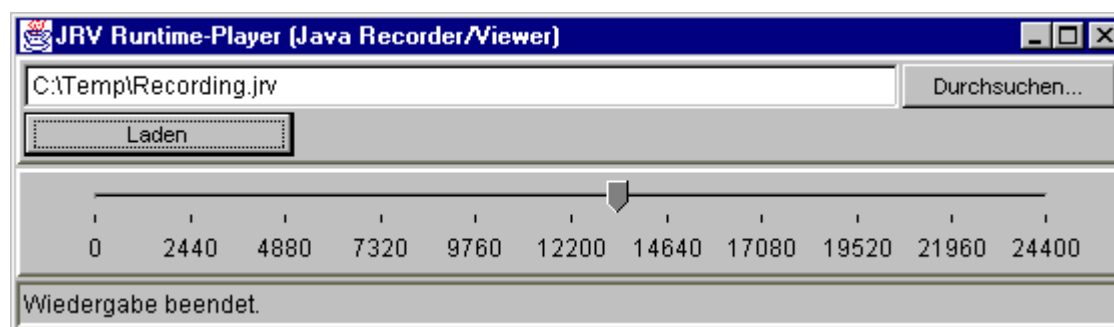 JRV Runtime-Player (Java Recorder/Viewer)
C:\Temp\Recording.jrv Durchsuchen...
Laden
0 2440 4880 7320 9760 12200 14640 17080 19520 21960 24400
Wiedergabe beendet.